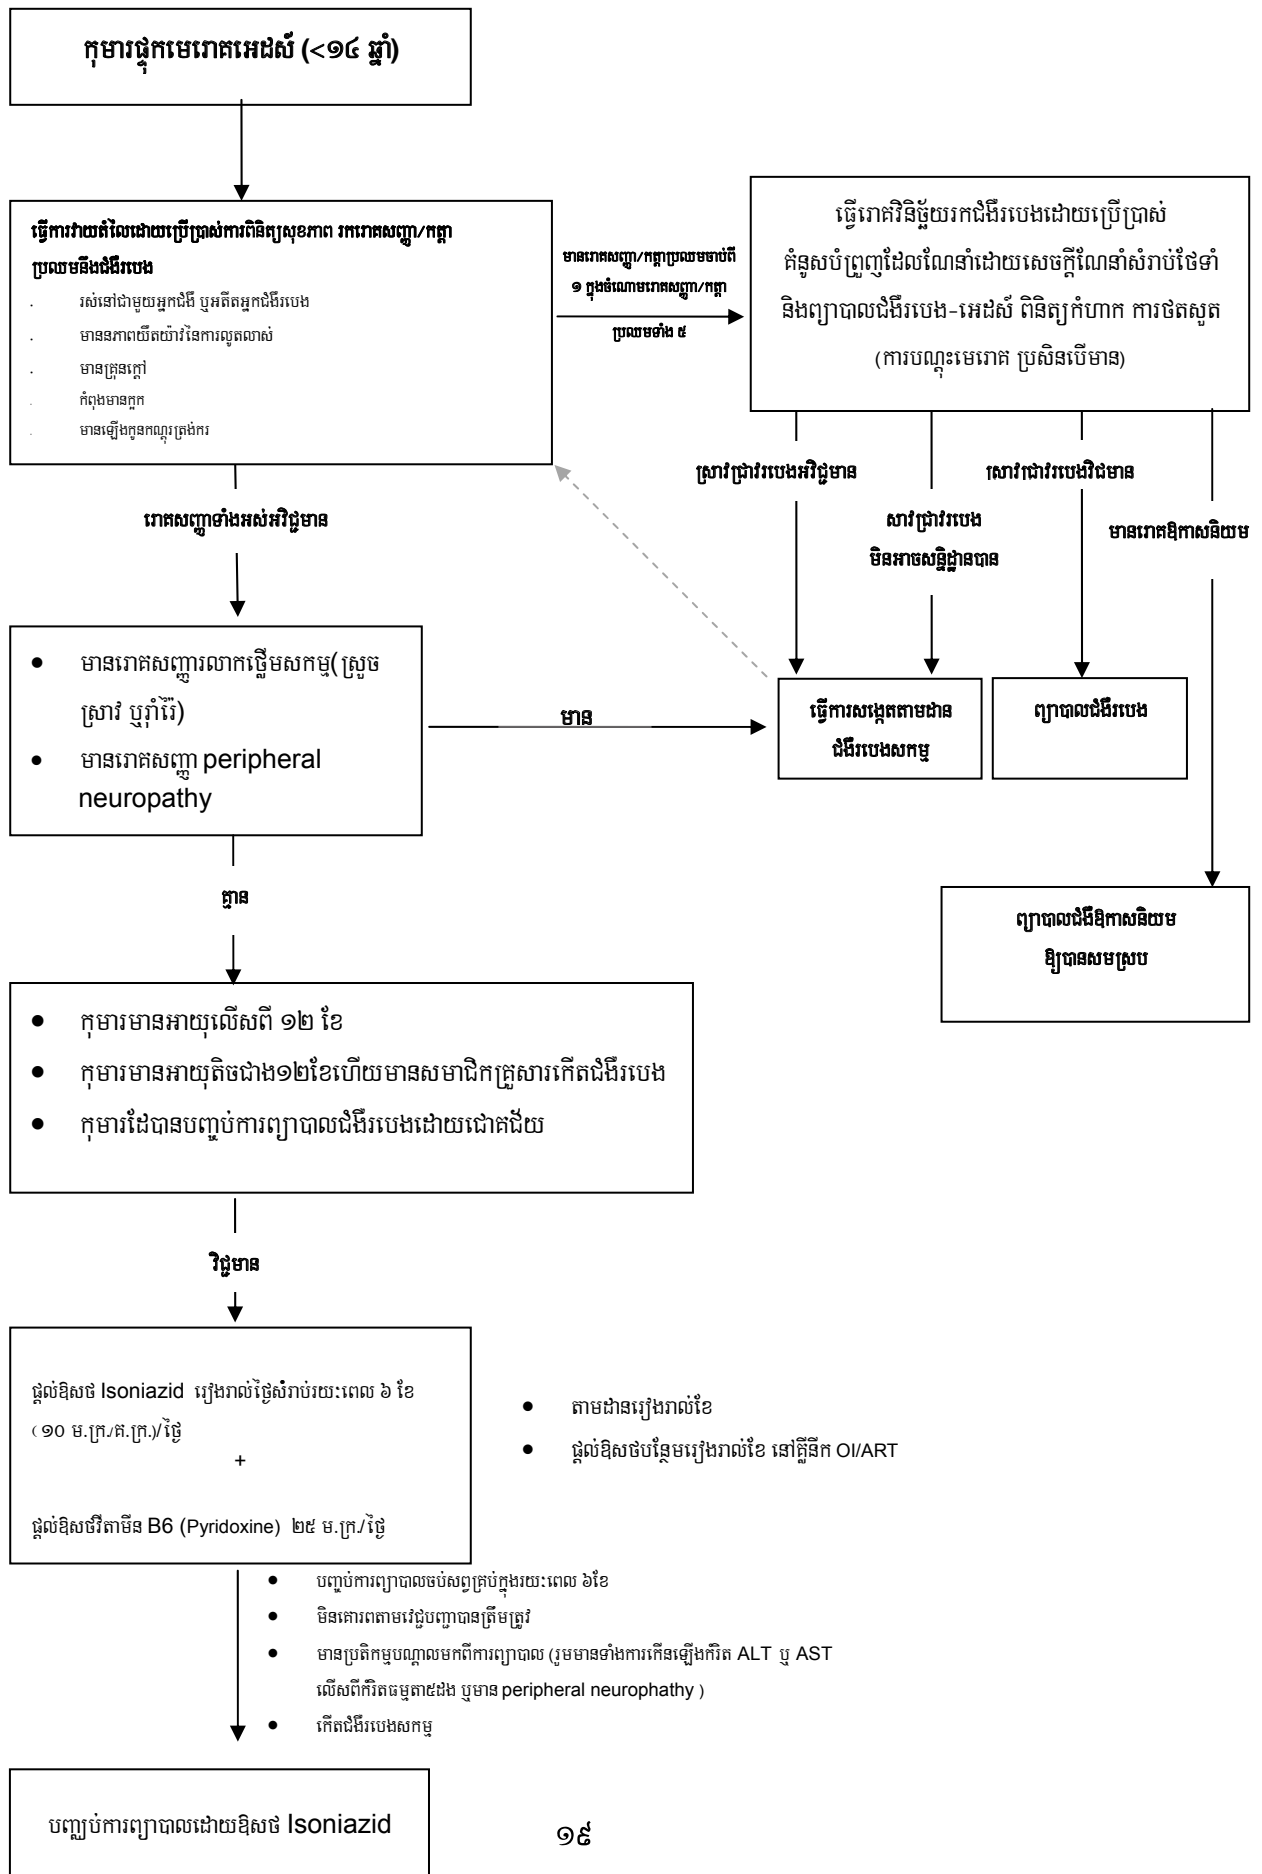 កុមារផ្ទុកមេរោគអេដស៍ (<១៤ ឆ្នាំ)
ធ្វើការវាយតំលៃដោយប្រើប្រាស់ការពិនិត្យសុខភាព រករោគសញ្ញា/កត្តា
ប្រឈមនឹងជំងឺរបេង
រស់នៅជាមួយអ្នកជំងឺ ឬអតីតអ្នកជំងឺរបេង
មាននភាពយឺតយ៉ាវនៃការលូតលាស់
មានគ្រុនក្តៅ
កំពុងមានក្អក
មានឡើងកូនកណ្តុរត្រង់ករ
មានរោគសញ្ញា/កត្តាប្រឈមចាប់ពី
១ ក្នុងចំណោមរោគសញ្ញា/កត្តា
ប្រឈមទាំង ៥
ធ្វើរោគវិនិច្ឆ័យរកជំងឺរបេងដោយប្រើប្រាស់
គំនូសបំព្រួញដែលណែនាំដោយសេចក្តីណែនាំសំរាប់ថែទាំ
និងព្យាបាលជំងឺរបេង-អេដស៍ ពិនិត្យកំហាក ការថតសួត
(ការបណ្តុះមេរោគ ប្រសិនបើមាន)
ស្រាវជ្រាវរបេងអវិជ្ជមាន
សាវជ្រាវរបេង
មិនអាចសន្និដ្ឋានបាន
ស្រាវជ្រាវរបេងវិជមាន
មានរោគឱកាសនិយម
រោគសញ្ញាទាំងអស់អវិជ្ជមាន
• មានរោគសញ្ញារលាកថ្លើមសកម្ម(ស្រួច
ស្រាវ ឬរ៉ាំរ៉ៃ)
• មានរោគសញ្ញា peripheral
neuropathy
មាន
ធ្វើការសង្កេតតាមដាន
ជំងឺរបេងសកម្ម
ព្យាបាលជំងឺរបេង
គ្មាន
ព្យាបាលជំងឺឱកាសនិយម
ឱ្យបានសមស្រប
• កុមារមានអាយុលើសពី ១២ ខែ
• កុមារមានអាយុតិចជាង១២ខែហើយមានសមាជិកគ្រួសារកើតជំងឺរបេង
• កុមារដែបានបញ្ចប់ការព្យាបាលជំងឺរបេងដោយជោគជ័យ
វិជ្ជមាន
ផ្តល់ឱសថ Isoniazid រៀងរាល់ថ្ងៃសំរាប់រយៈពេល ៦ ខែ
(១០ ម.ក្រ./គ.ក្រ.)/ថ្ងៃ
+
ផ្តល់ឱសថវីតាមីន B6 (Pyridoxine) ២៥ ម.ក្រ./ថ្ងៃ
• តាមដានរៀងរាល់ខែ
• ផ្តល់ឱសថបន្ថែមរៀងរាល់ខែ នៅគ្លីនីក OI/ART
• បញ្ចប់ការព្យាបាលចប់សព្វគ្រប់ក្នុងរយៈពេល ៦ខែ
• មិនគោរពតាមវេជ្ជបញ្ជាបានត្រឹមត្រូវ
• មានប្រតិកម្មបណ្តាលមកពីការព្យាបាល (រួមមានទាំងការកើនឡើងកំរិត ALT ឬ AST
លើសពីកំរិតធម្មតា៥ដង ឬមាន peripheral neurophathy )
• កើតជំងឺរបេងសកម្ម
បញ្ឈប់ការព្យាបាលដោយឱសថ Isoniazid
១៩